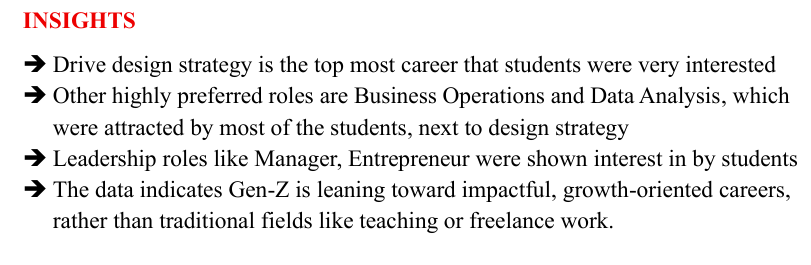 INSIGHTS
➔ Drive design strategy is the top most career that students were very interested
➔ Other highly preferred roles are Business Operations and Data Analysis, which
were attracted by most of the students, next to design strategy
➔ Leadership roles like Manager, Entrepreneur were shown interest in by students
➔ The data indicates Gen-Z is leaning toward impactful, growth-oriented careers,
rather than traditional fields like teaching or freelance work.